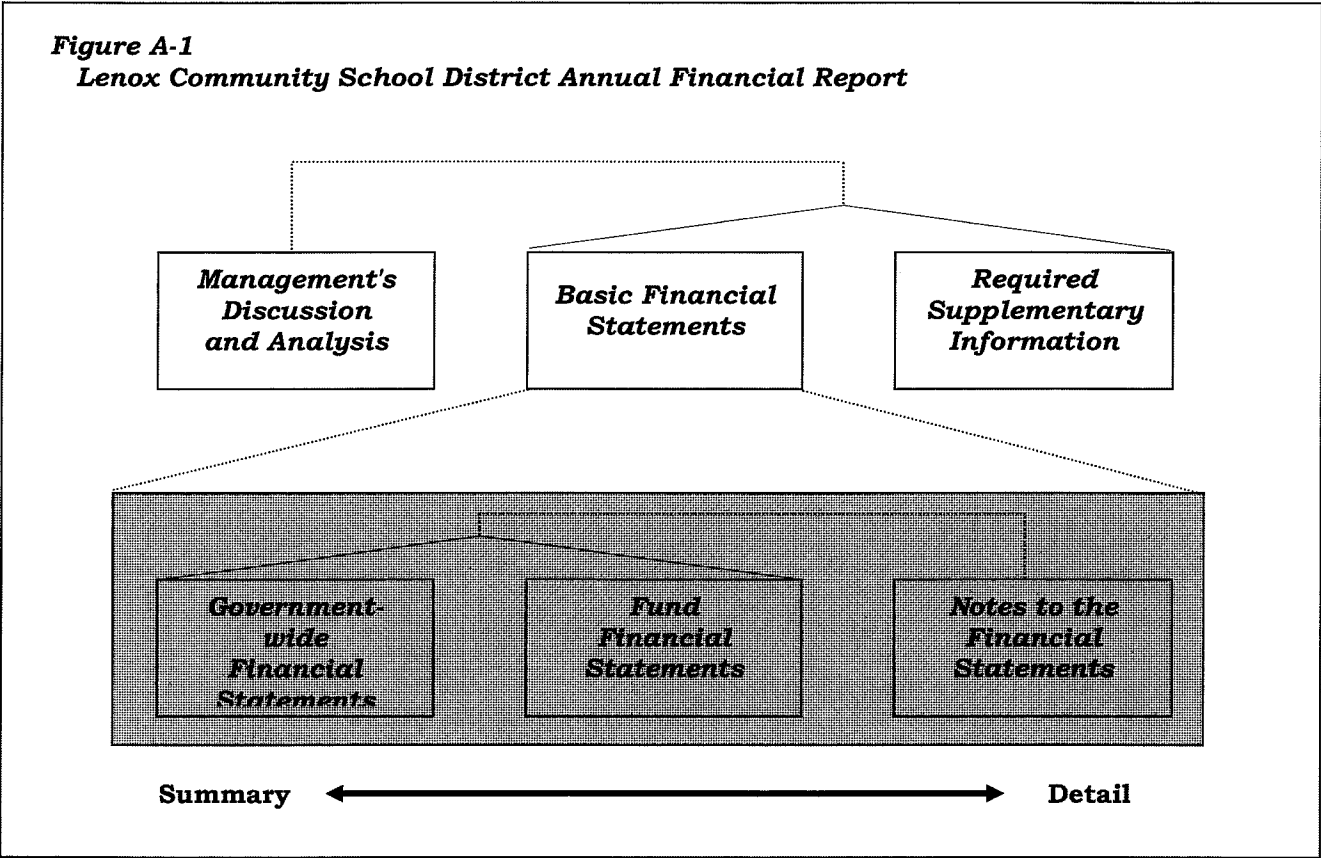 Figure A-1
Lenox Community School District Annual Financial Report
Management's
Discussion
and Analysis
Basic Financial
Statements
Required
Supplementary
Information
Government-
wide
Financial
Statements
Fund
Financial
Statements
Notes to the
Financial
Statements
Summary
Detail